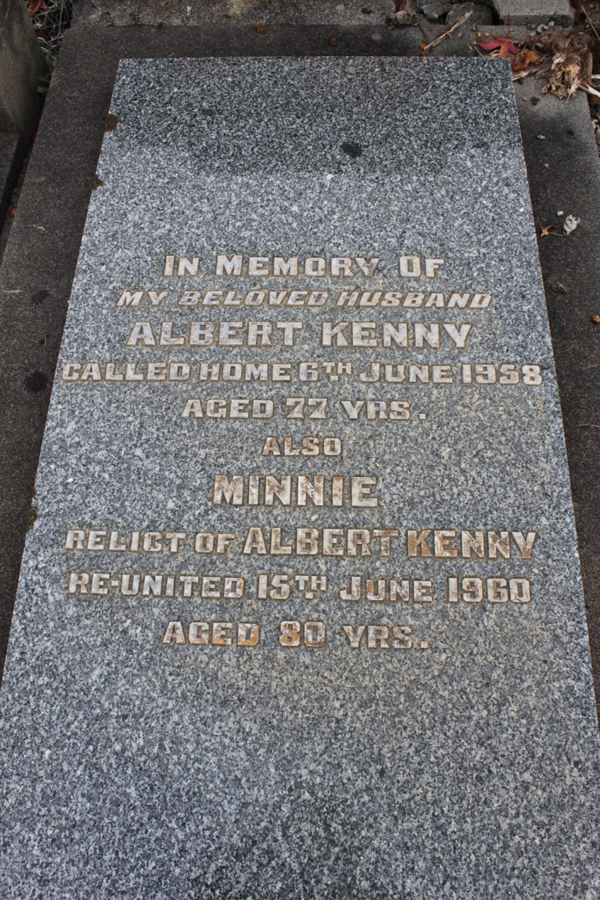 In Memory Of
MY BELOVED HUSBAND
ALBERT KENNY
CALLED HOME 6TH JUNE 1958
AGED 77 YRS.
ALSO
MINNIE
RELICT OF ALBERT KENNY
RE-UNITED 15TH JUNE 1960
AGED 80 YRS.